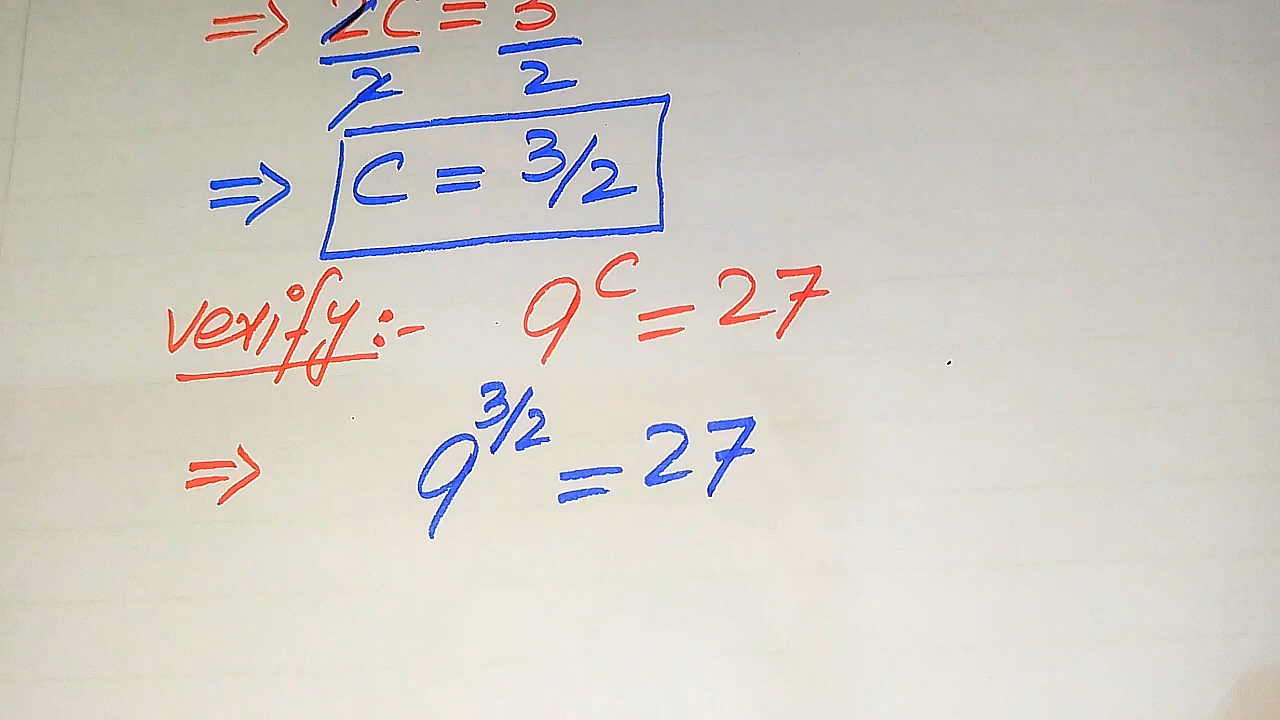 => 2C = 3
2 2
=> C = 3/2
verify:- 9^C = 27
=> 9^3/2 = 27